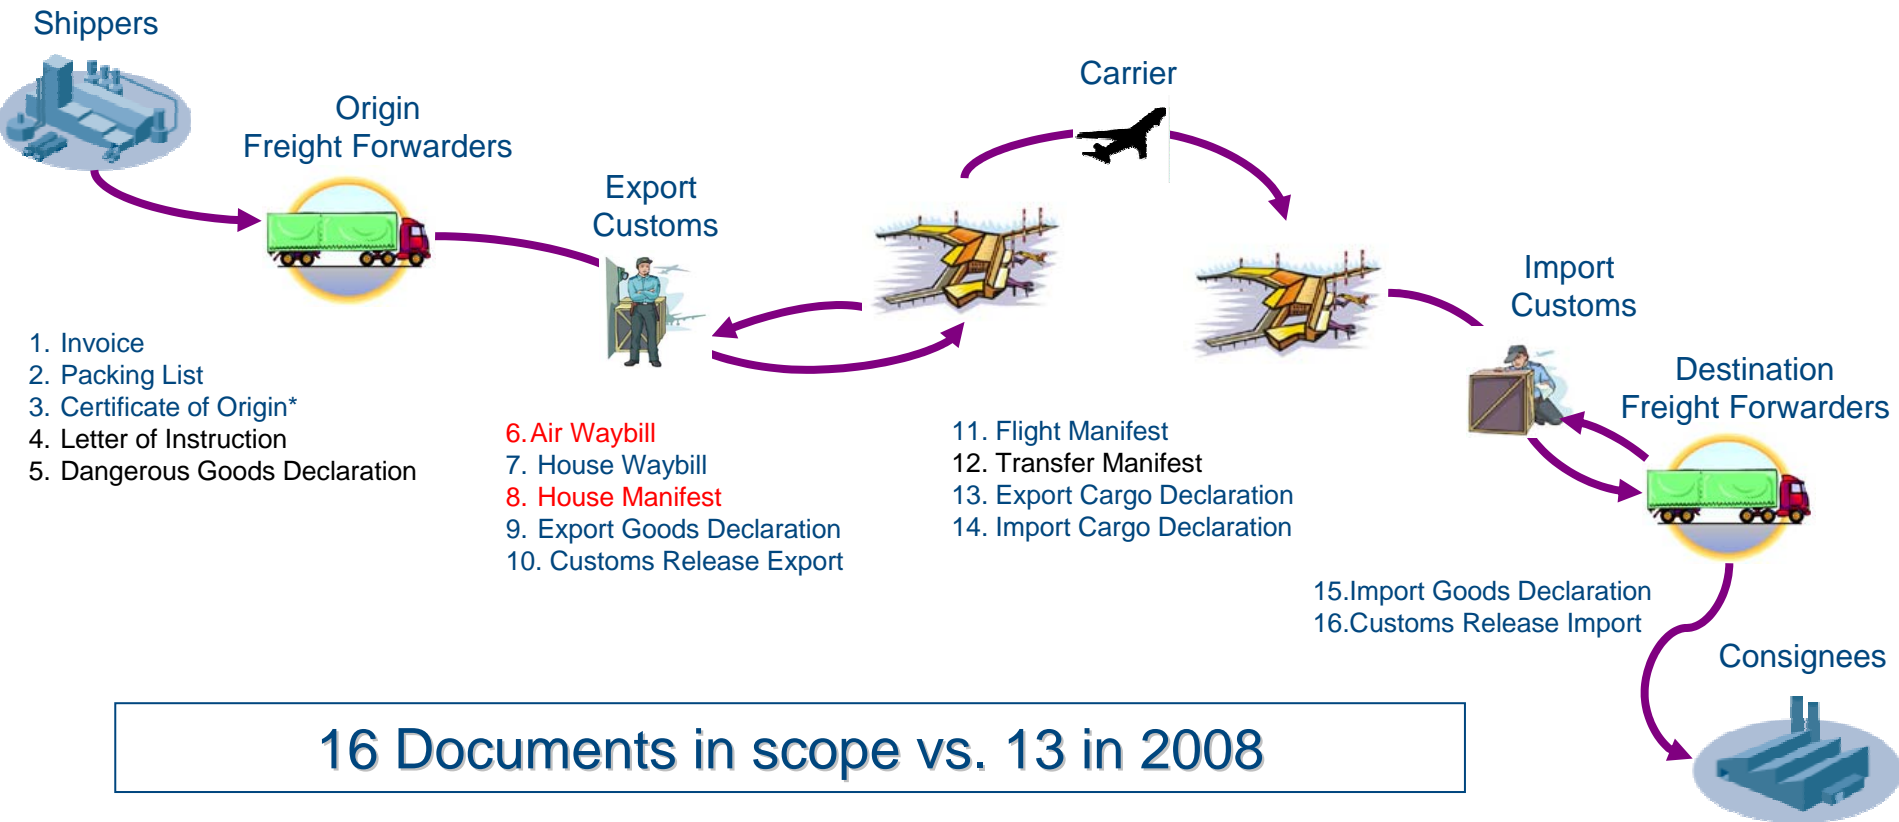 Shippers
Origin
Freight Forwarders
Export
Customs
Carrier
Import
Customs
Destination
Freight Forwarders
Consignees
1. Invoice
2. Packing List
3. Certificate of Origin*
4. Letter of Instruction
5. Dangerous Goods Declaration
6. Air Waybill
7. House Waybill
8. House Manifest
9. Export Goods Declaration
10. Customs Release Export
11. Flight Manifest
12. Transfer Manifest
13. Export Cargo Declaration
14. Import Cargo Declaration
15.Import Goods Declaration
16.Customs Release Import
16 Documents in scope vs. 13 in 2008